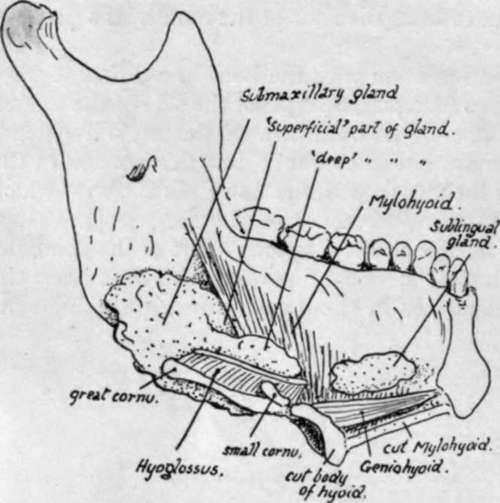 Submaxillary gland
'Superficial' part of gland.
'deep' " " "
Mylohyoid.
Sublingual
gland.
great cornu.
Hyoglossus.
small cornu.
cut body
of hyoid.
Geniohyoid.
cut Mylohyoid.